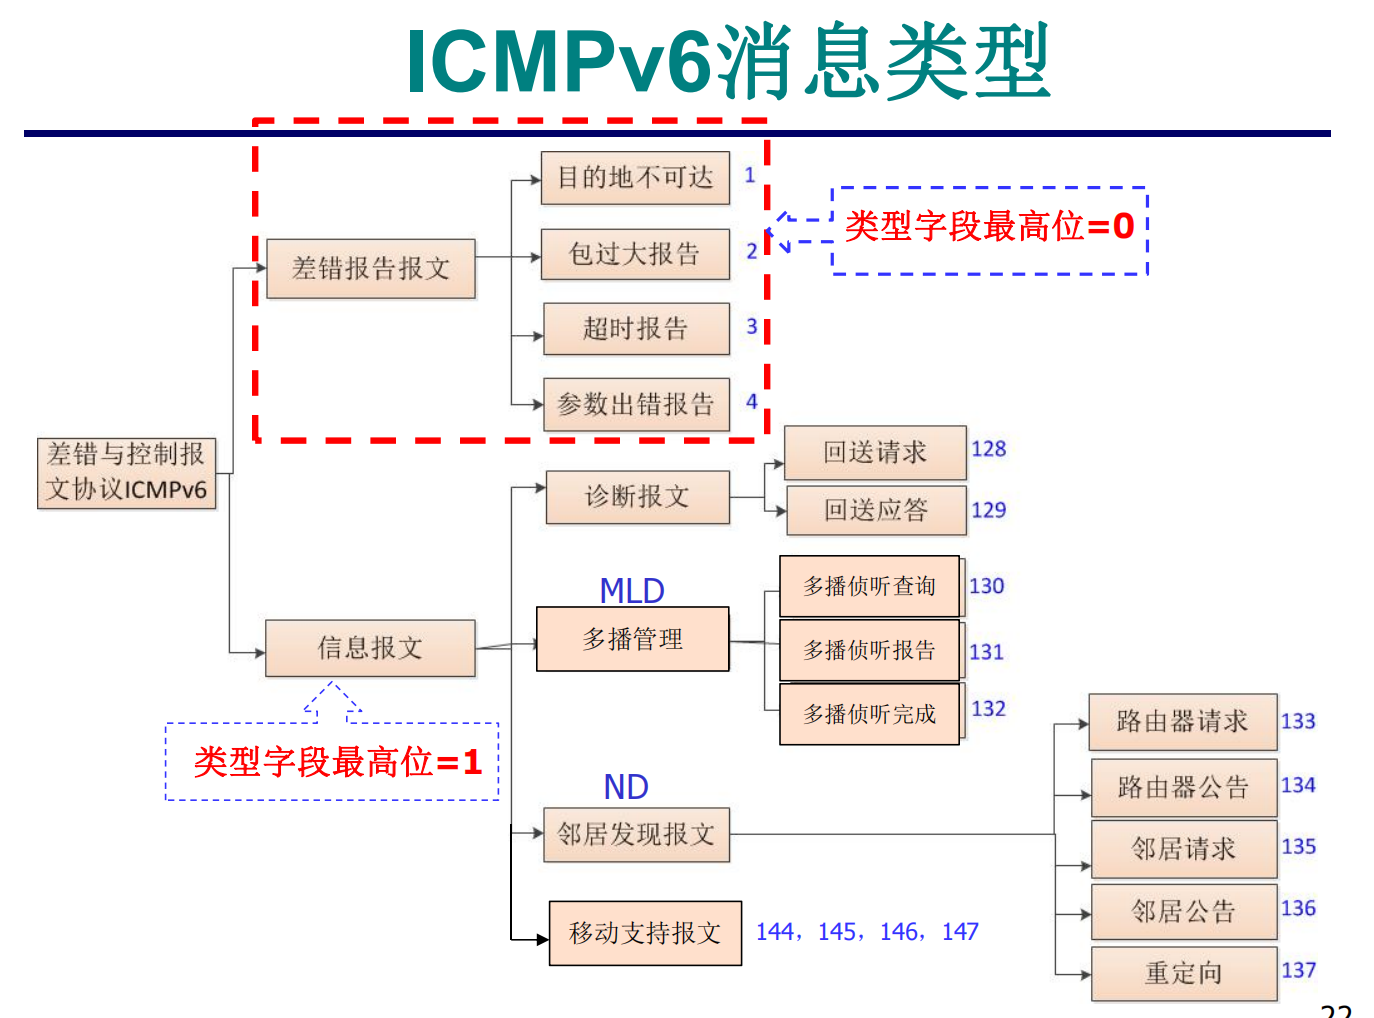 ICMPv6消息类型
目的地不可达 1
类型字段最高位=0
包过大报告 2
差错报告报文
超时报告 3
参数出错报告 4
差错与控制报
文协议ICMPv6
回送请求 128
诊断报文
回送应答 129
MLD
多播侦听查询 130
多播管理
信息报文
多播侦听报告 131
多播侦听完成 132
类型字段最高位=1
路由器请求 133
ND
路由器公告 134
邻居发现报文
邻居请求 135
邻居公告 136
移动支持报文 144，145，146，147
重定向 137